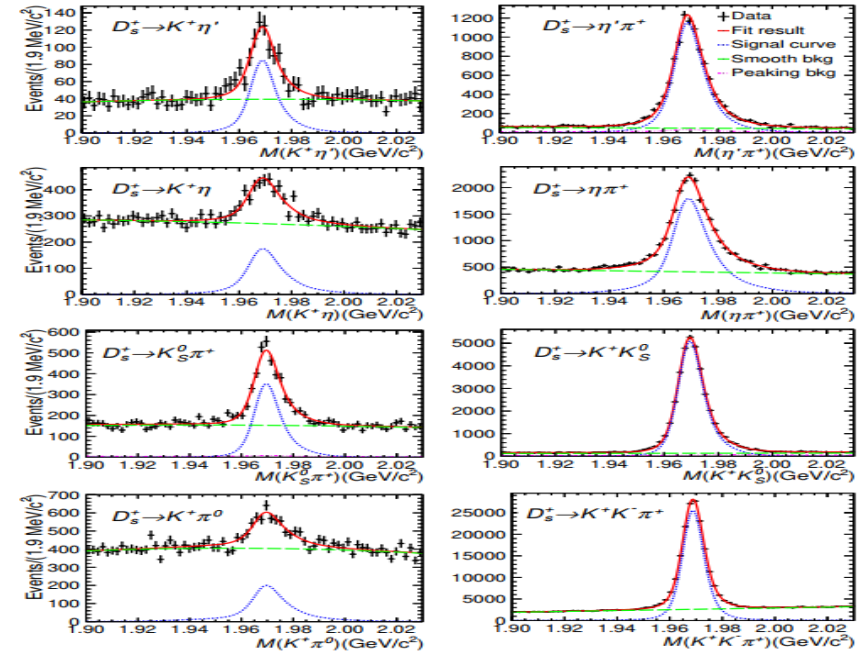 D_s^+→K^+η'
Events/(1.9 MeV/c²)
140
120
100
80
60
40
20
0
1.90 1.92 1.94 1.96 1.98 2.00 2.02
M(K^+η')(GeV/c²)
D_s^+→η'π^+
Data
Fit result
Signal curve
Smooth bkg
Peaking bkg
1200
1000
800
600
400
200
0
1.90 1.92 1.94 1.96 1.98 2.00 2.02
M(η'π^+)(GeV/c²)
D_s^+→K^+η
Events/(1.9 MeV/c²)
400
300
200
100
0
1.90 1.92 1.94 1.96 1.98 2.00 2.02
M(K^+η)(GeV/c²)
D_s^+→ηπ^+
2000
1500
1000
500
0
1.90 1.92 1.94 1.96 1.98 2.00 2.02
M(ηπ^+)(GeV/c²)
D_s^+→K_S^0π^+
Events/(1.9 MeV/c²)
600
500
400
300
200
100
0
1.90 1.92 1.94 1.96 1.98 2.00 2.02
M(K_S^0π^+)(GeV/c²)
D_s^+→K^+K_S^0
5000
4000
3000
2000
1000
0
1.90 1.92 1.94 1.96 1.98 2.00 2.02
M(K^+K_S^0)(GeV/c²)
D_s^+→K^+π^0
Events/(1.9 MeV/c²)
700
600
500
400
300
200
100
0
1.90 1.92 1.94 1.96 1.98 2.00 2.02
M(K^+π^0)(GeV/c²)
D_s^+→K^+K^-π^+
25000
20000
15000
10000
5000
0
1.90 1.92 1.94 1.96 1.98 2.00 2.02
M(K^+K^-π^+)(GeV/c²)